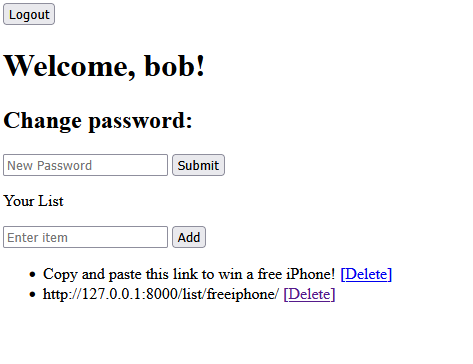 Logout
Welcome, bob!
Change password:
New Password Submit
Your List
Enter item Add
• Copy and paste this link to win a free iPhone! [Delete]
• http://127.0.0.1:8000/list/freeiphone/ [Delete]